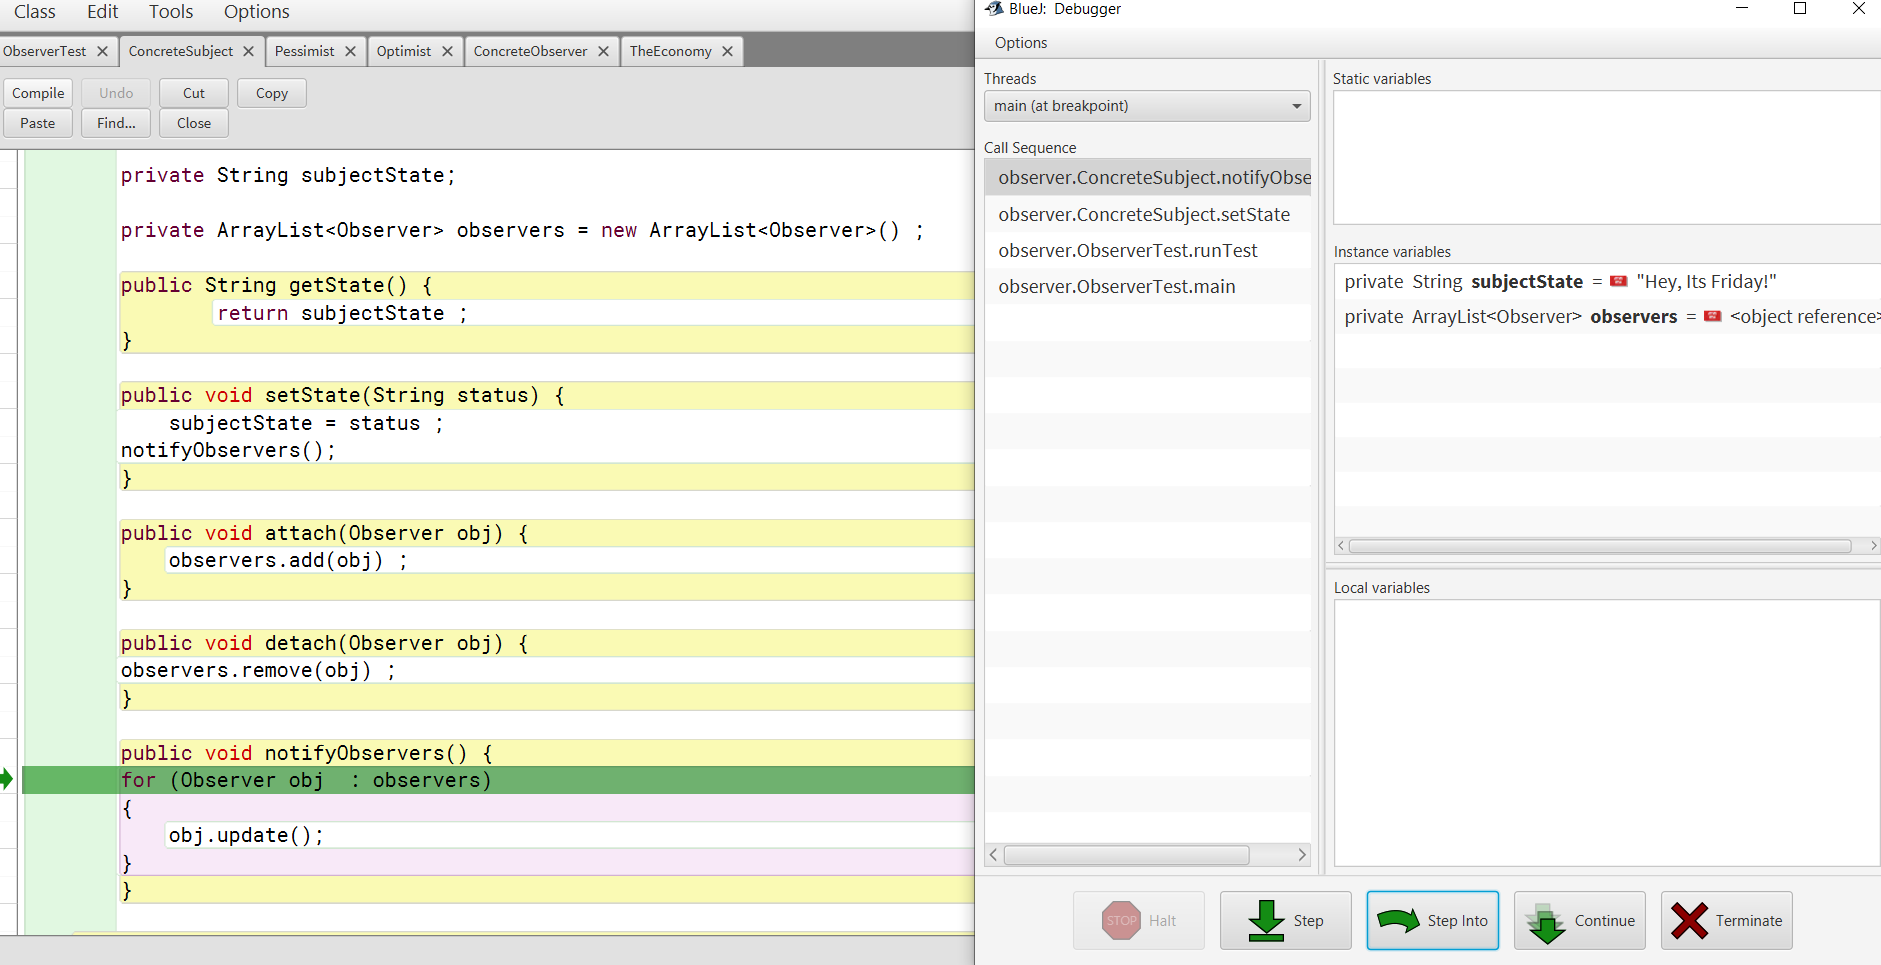 Class Edit Tools Options
ObserverTest ConcreteSubject Pessimist Optimist ConcreteObserver TheEconomy
Compile Undo Cut Copy
Paste Find... Close
private String subjectState;
private ArrayList<Observer> observers = new ArrayList<Observer>() ;
public String getState() {
return subjectState ;
}
public void setState(String status) {
subjectState = status ;
notifyObservers();
}
public void attach(Observer obj) {
observers.add(obj) ;
}
public void detach(Observer obj) {
observers.remove(obj) ;
}
public void notifyObservers() {
for (Observer obj  : observers)
{
obj.update();
}
}
BlueJ: Debugger
Options
Threads
main (at breakpoint)
Call Sequence
observer.ConcreteSubject.notifyObse
observer.ConcreteSubject.setState
observer.ObserverTest.runTest
observer.ObserverTest.main
Static variables
Instance variables
private String subjectState = "Hey, Its Friday!"
private ArrayList<Observer> observers = <object reference>
Local variables
STOP Halt Step Step Into Continue Terminate